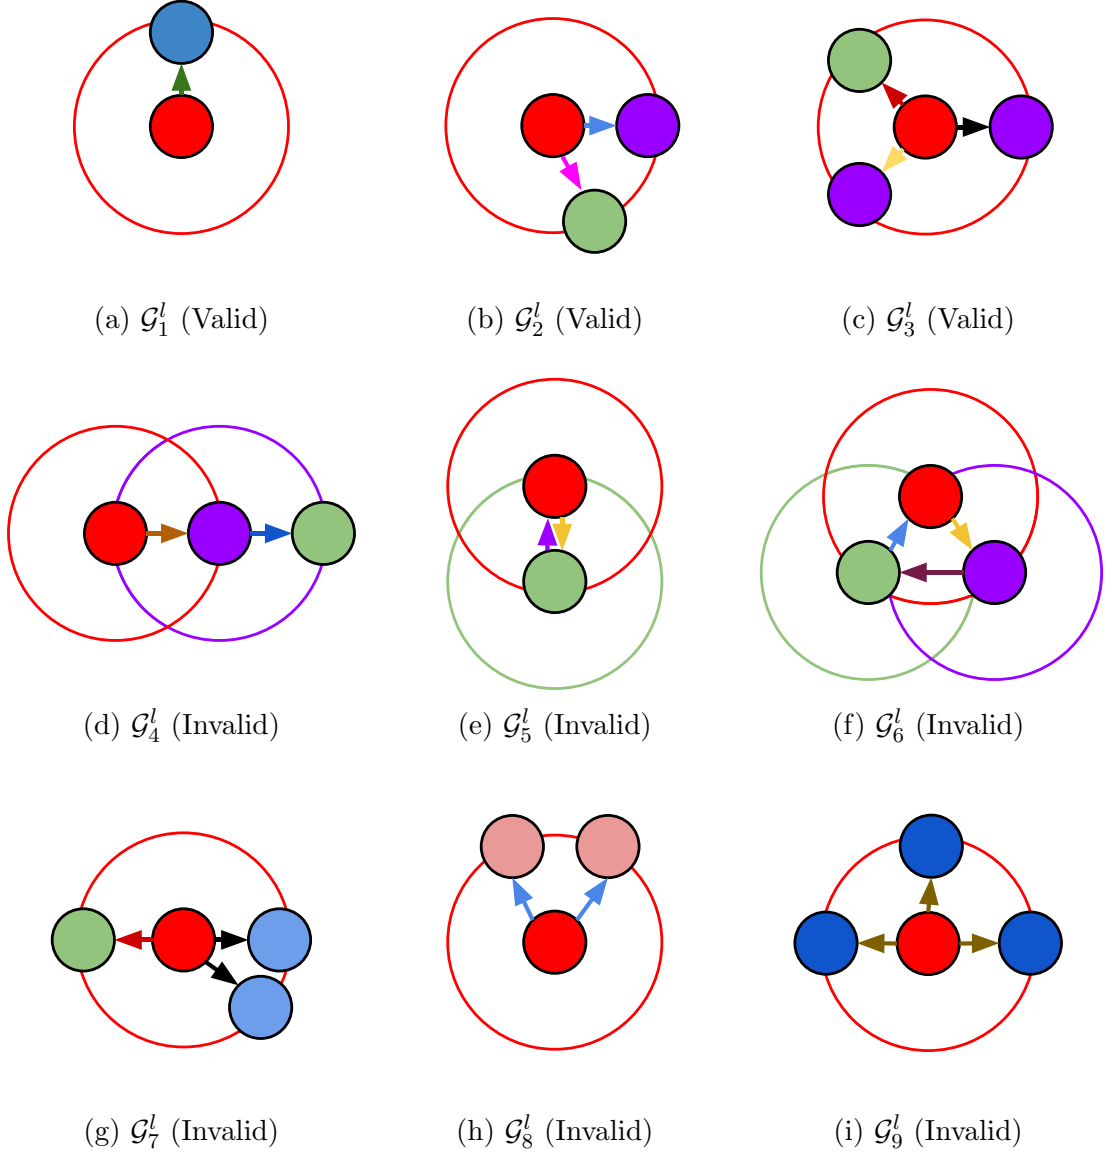 (a) 𝒢₁ˡ (Valid)
(b) 𝒢₂ˡ (Valid)
(c) 𝒢₃ˡ (Valid)
(d) 𝒢₄ˡ (Invalid)
(e) 𝒢₅ˡ (Invalid)
(f) 𝒢₆ˡ (Invalid)
(g) 𝒢₇ˡ (Invalid)
(h) 𝒢₈ˡ (Invalid)
(i) 𝒢₉ˡ (Invalid)